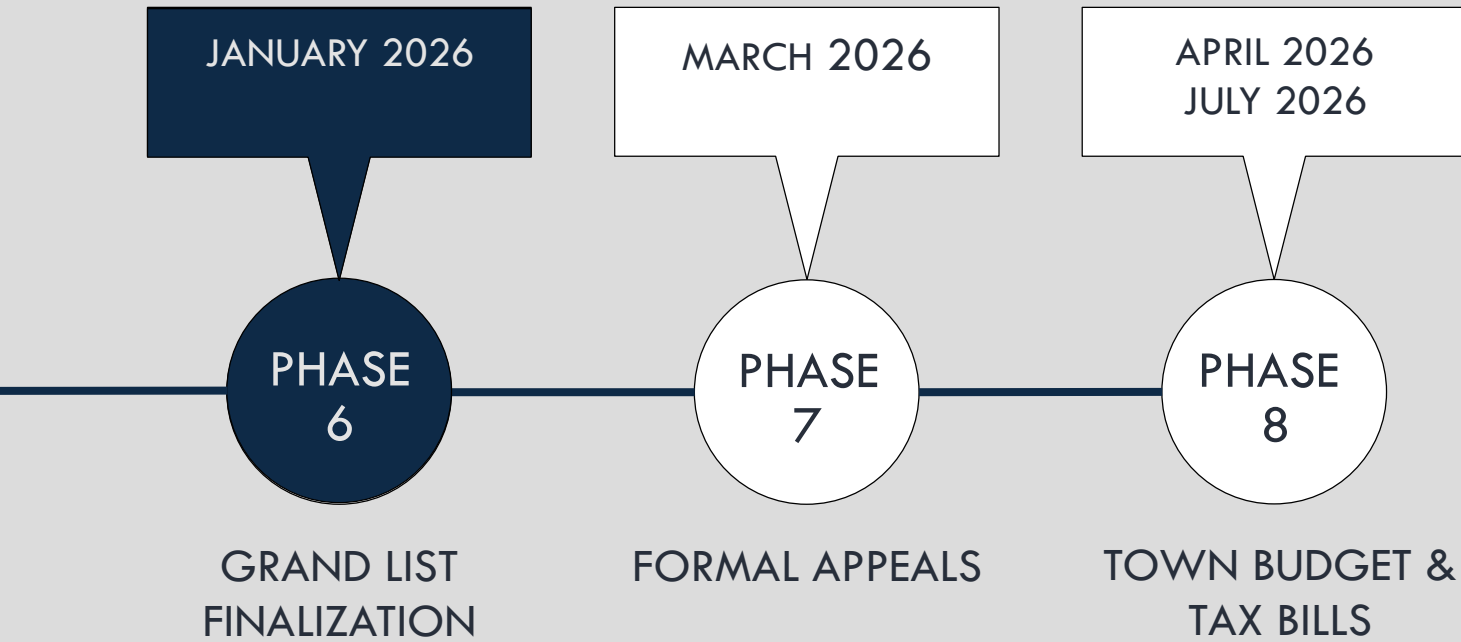 JANUARY 2026
MARCH 2026
APRIL 2026
JULY 2026
PHASE
6
PHASE
7
PHASE
8
GRAND LIST
FINALIZATION
FORMAL APPEALS
TOWN BUDGET &
TAX BILLS